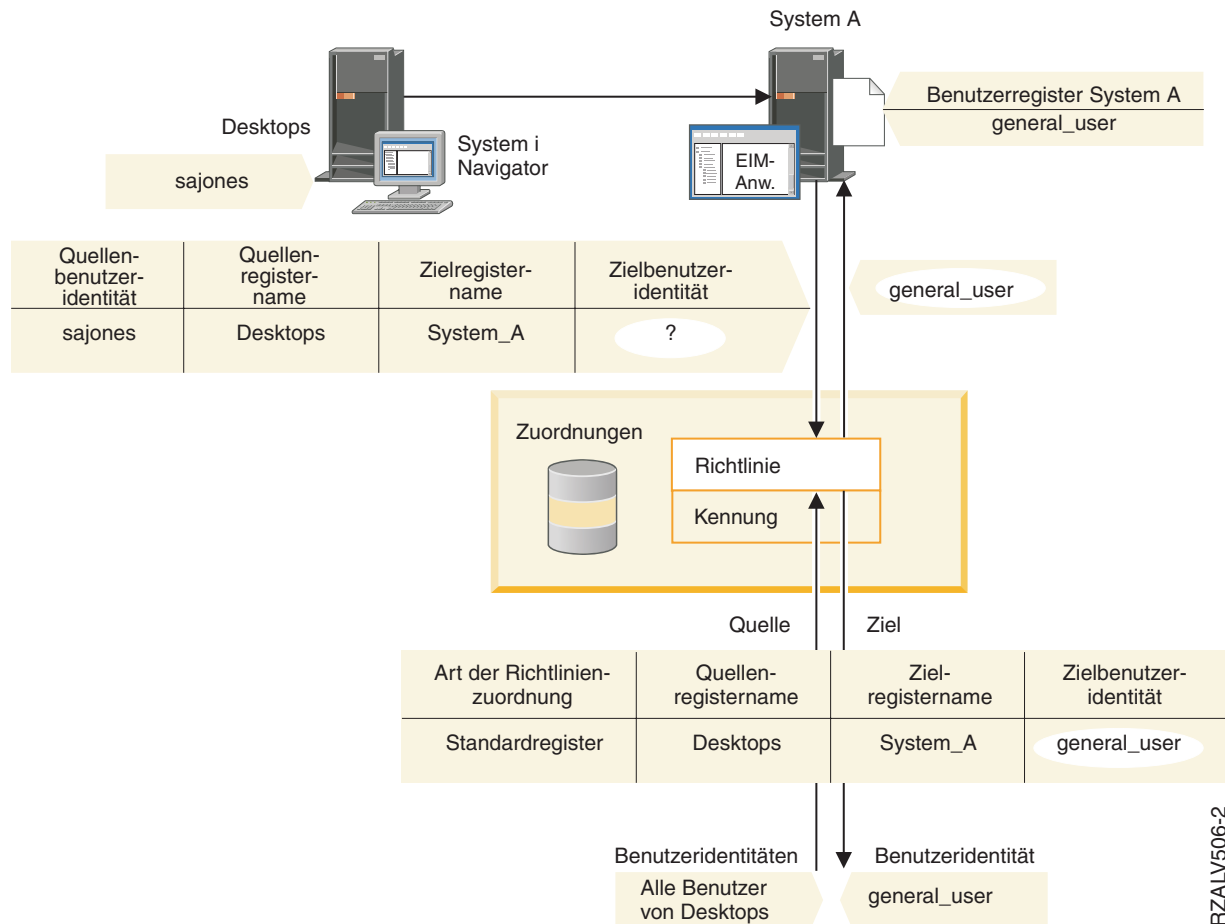 System A
Desktops
System i
Navigator
sajones
EIM-
Anw.
Benutzerregister System A
general_user
Quellen-
benutzer-
identität
Quellen-
register-
name
Zielregister-
name
Zielbenutzer-
identität
sajones
Desktops
System_A
?
general_user
Zuordnungen
Richtlinie
Kennung
Quelle
Ziel
Art der Richtlinien-
zuordnung
Quellen-
registername
Ziel-
registername
Zielbenutzer-
identität
Standardregister
Desktops
System_A
general_user
Benutzeridentitäten
Benutzeridentität
Alle Benutzer
von Desktops
general_user
RZALV506-2